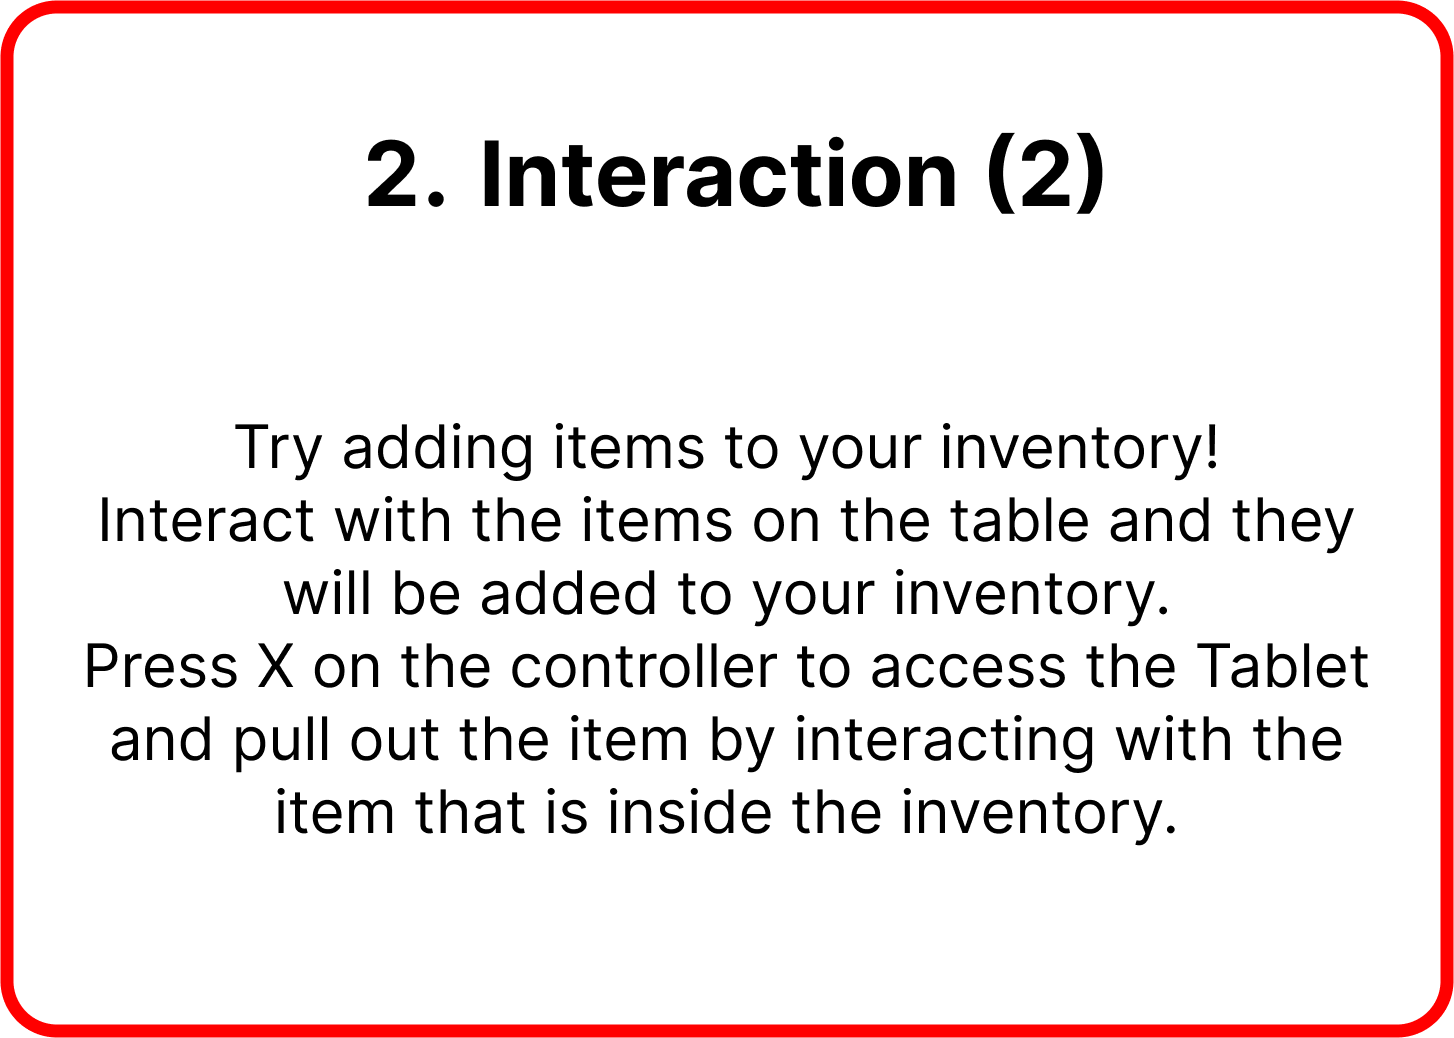 2. Interaction (2)
Try adding items to your inventory!
Interact with the items on the table and they
will be added to your inventory.
Press X on the controller to access the Tablet
and pull out the item by interacting with the
item that is inside the inventory.